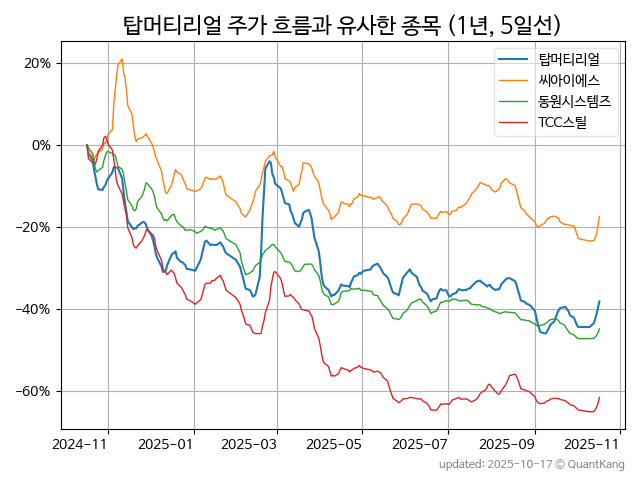 탑머티리얼 주가 흐름과 유사한 종목 (1년, 5일선)
탑머티리얼
씨아이에스
동원시스템즈
TCC스틸
20%
0%
−20%
−40%
−60%
2024-11
2025-01
2025-03
2025-05
2025-07
2025-09
2025-11
updated: 2025-10-17 © QuantKang